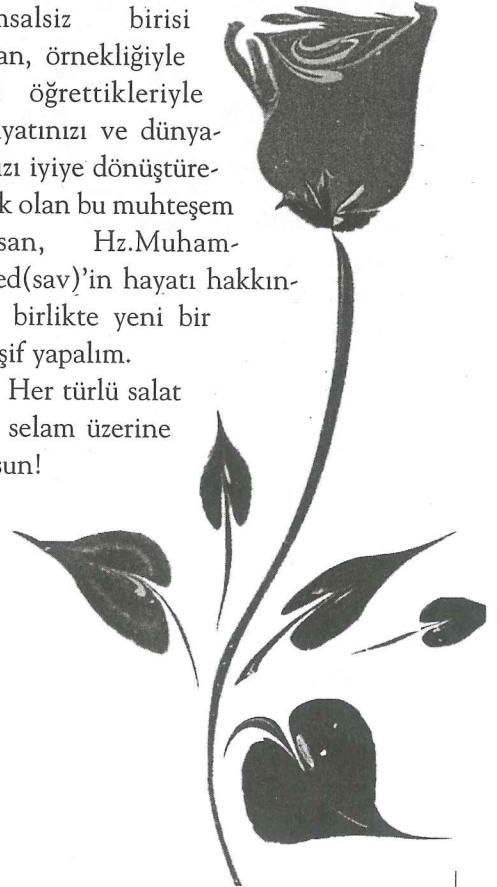 nsalsiz birisi
an, örnekliğiyle
öğrettikleriyle
yatınızı ve dünya-
ızı iyiye dönüştüre-
k olan bu muhteşem
san, Hz.Muham-
ed(sav)'in hayatı hakkın-
birlikte yeni bir
şif yapalım.
Her türlü salat
selam üzerine
sun!